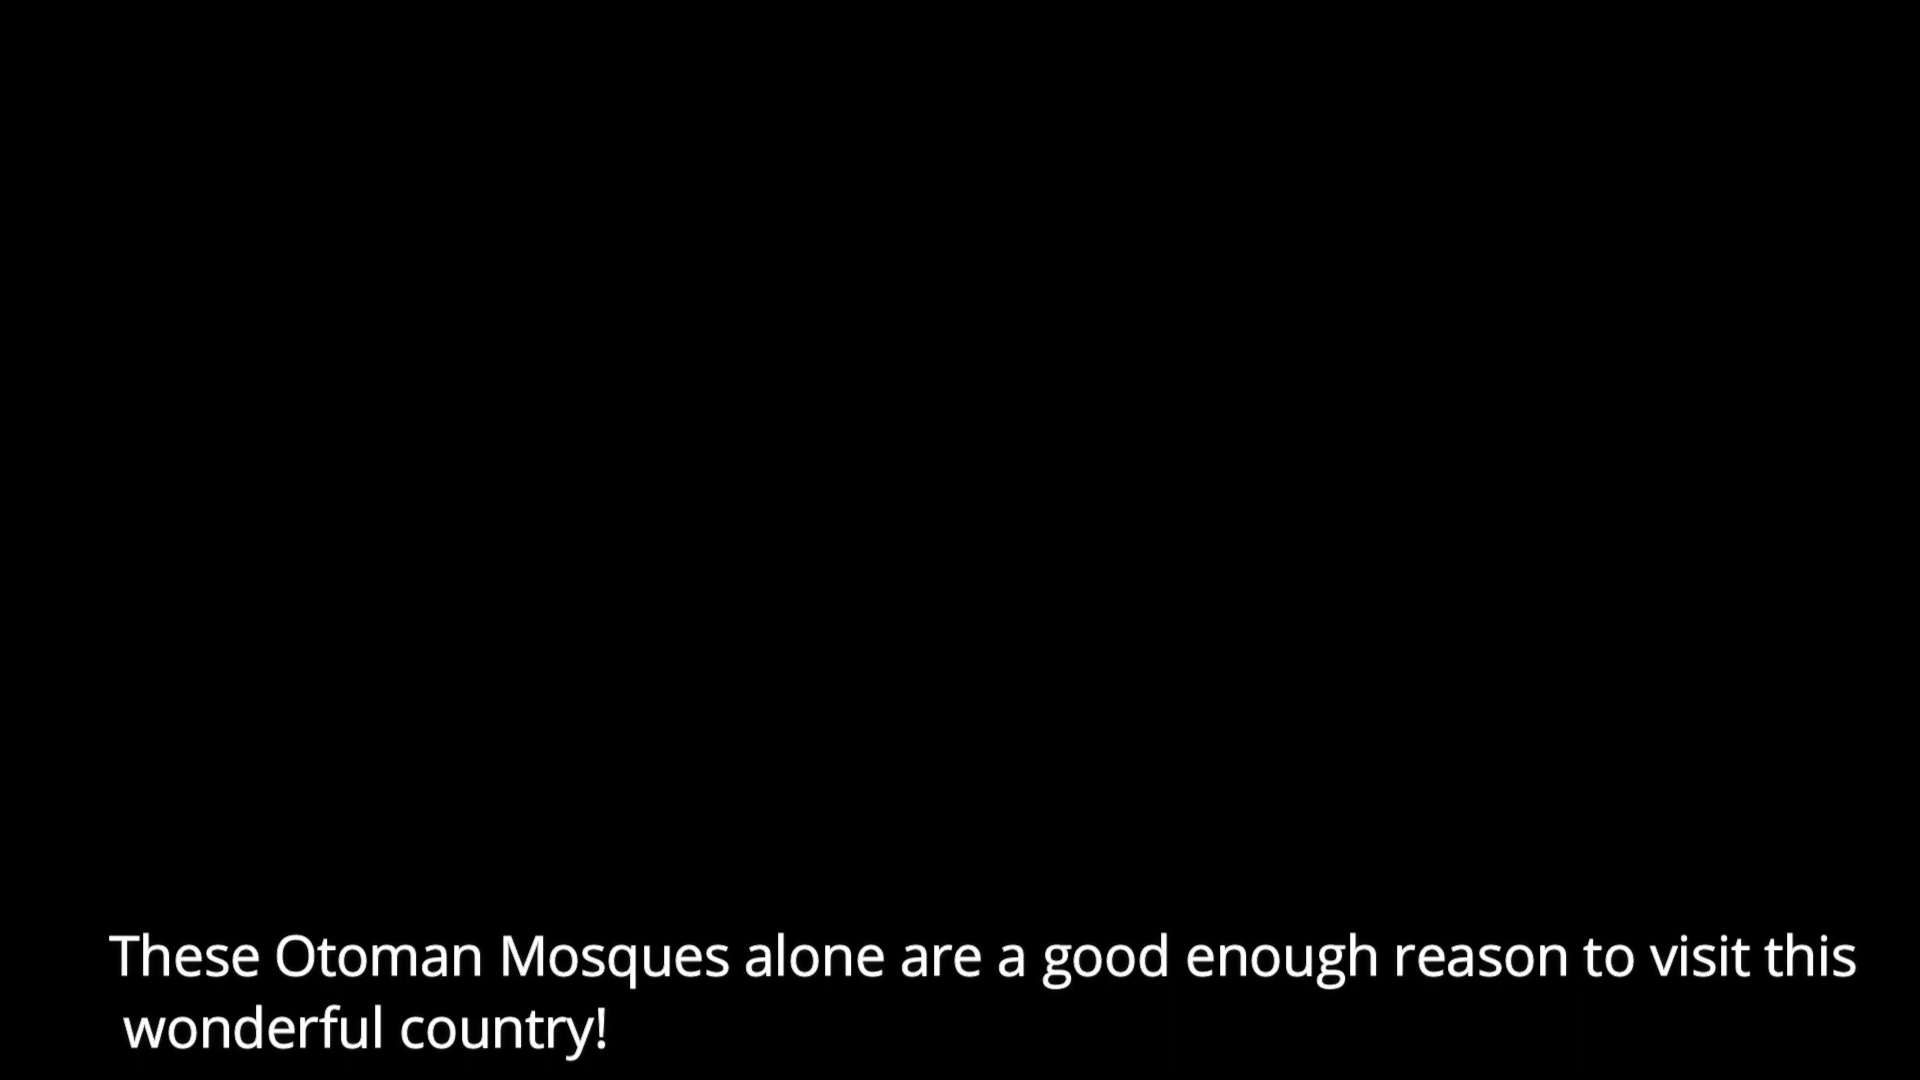 These Otoman Mosques alone are a good enough reason to visit this
wonderful country!